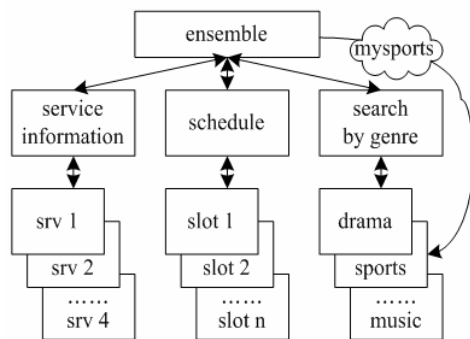 ensemble
mysports
service
information
schedule
search
by genre
srv 1
slot 1
drama
srv 2
slot 2
sports
……
srv 4
……
slot n
……
music